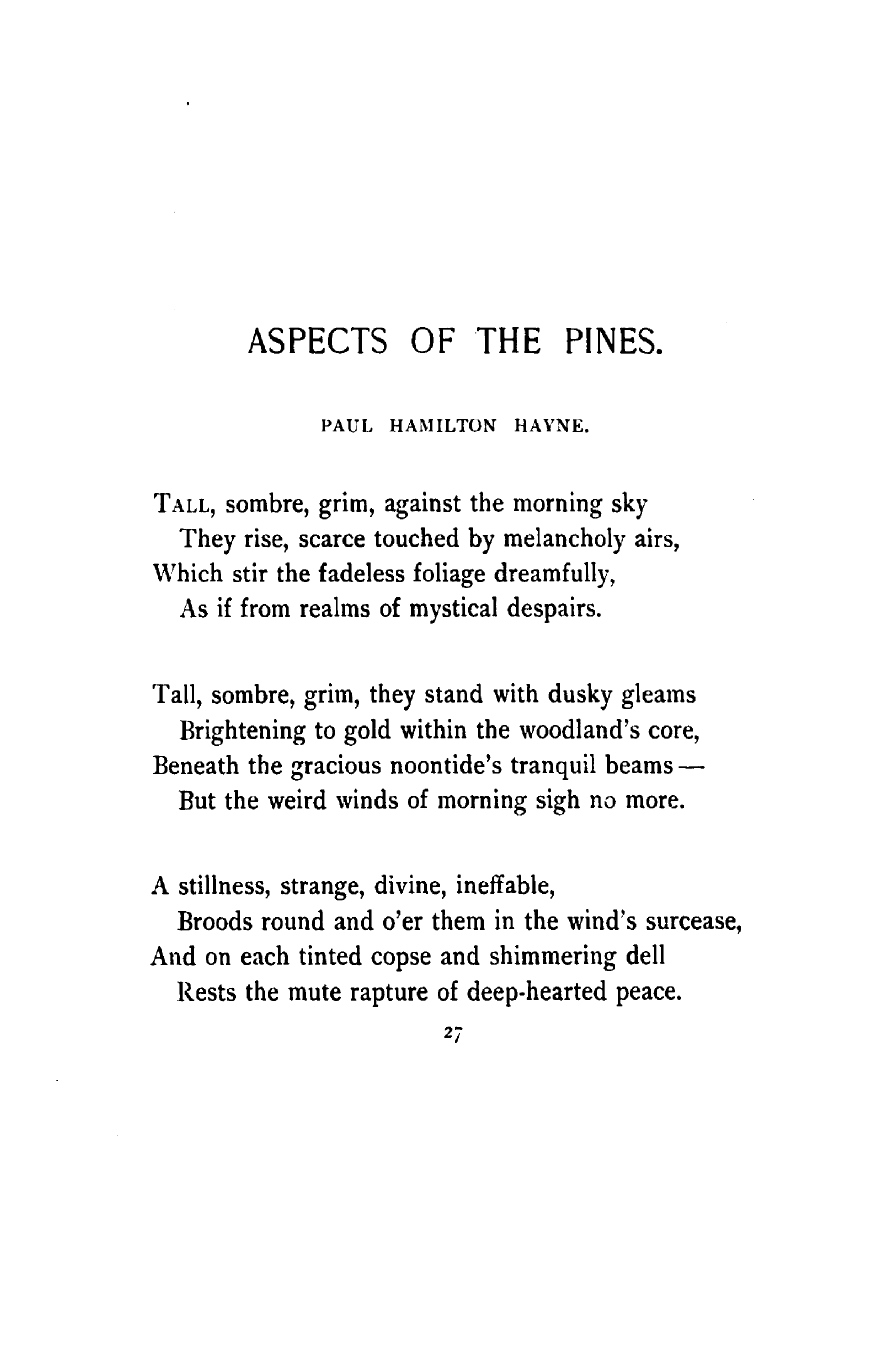 ASPECTS OF THE PINES.
PAUL HAMILTON HAYNE.
TALL, sombre, grim, against the morning sky
They rise, scarce touched by melancholy airs,
Which stir the fadeless foliage dreamfully,
As if from realms of mystical despairs.
Tall, sombre, grim, they stand with dusky gleams
Brightening to gold within the woodland's core,
Beneath the gracious noontide's tranquil beams —
But the weird winds of morning sigh no more.
A stillness, strange, divine, ineffable,
Broods round and o'er them in the wind's surcease,
And on each tinted copse and shimmering dell
Rests the mute rapture of deep-hearted peace.
27